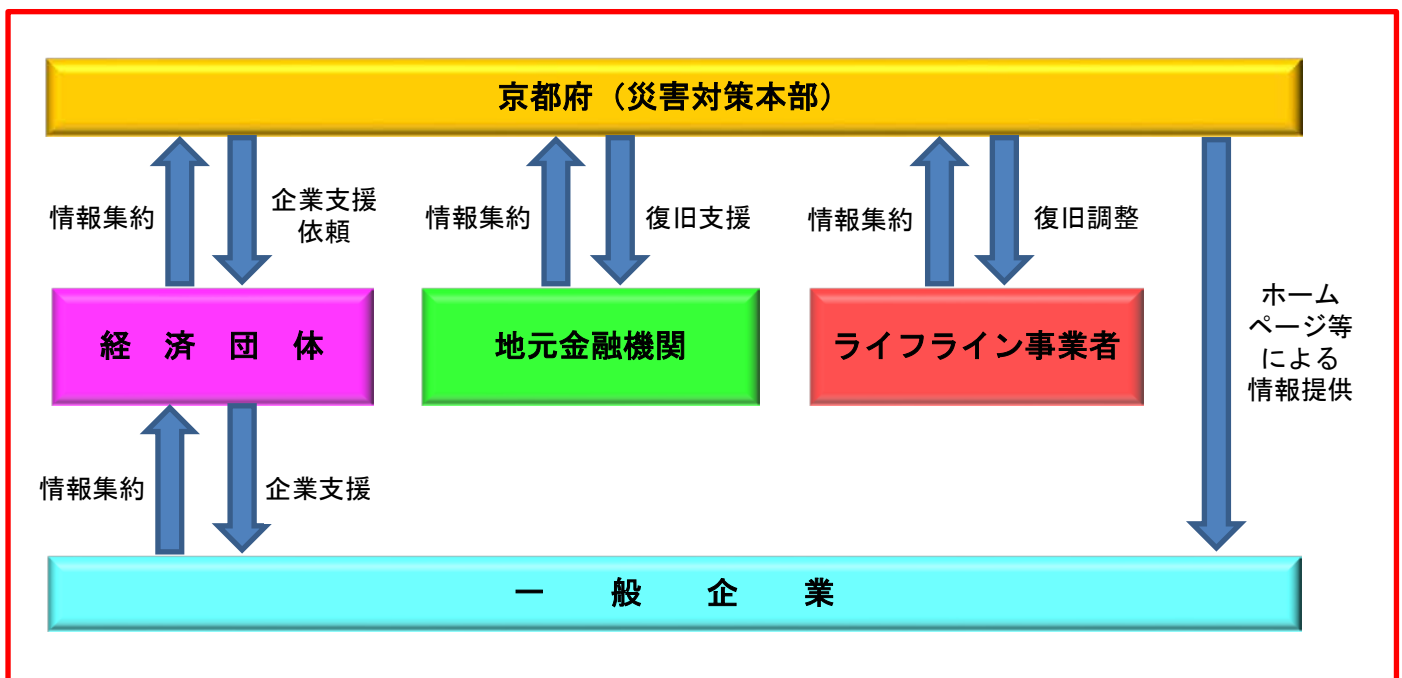 京都府（災害対策本部）
情報集約
企業支援
依頼
情報集約
復旧支援
情報集約
復旧調整
ホーム
ページ等
による
情報提供
経　済　団　体
地元金融機関
ライフライン事業者
情報集約
企業支援
一　般　企　業